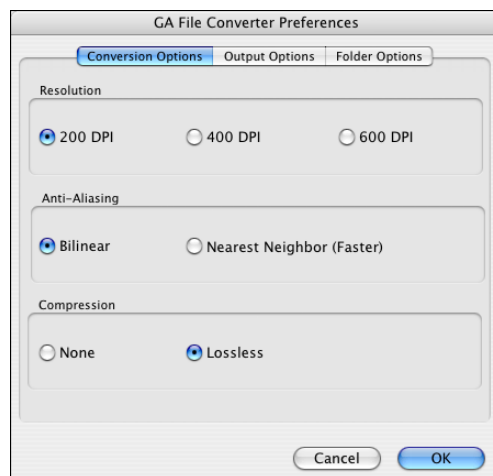 GA File Converter Preferences
Conversion Options Output Options Folder Options
Resolution
200 DPI 400 DPI 600 DPI
Anti-Aliasing
Bilinear Nearest Neighbor (Faster)
Compression
None Lossless
Cancel OK